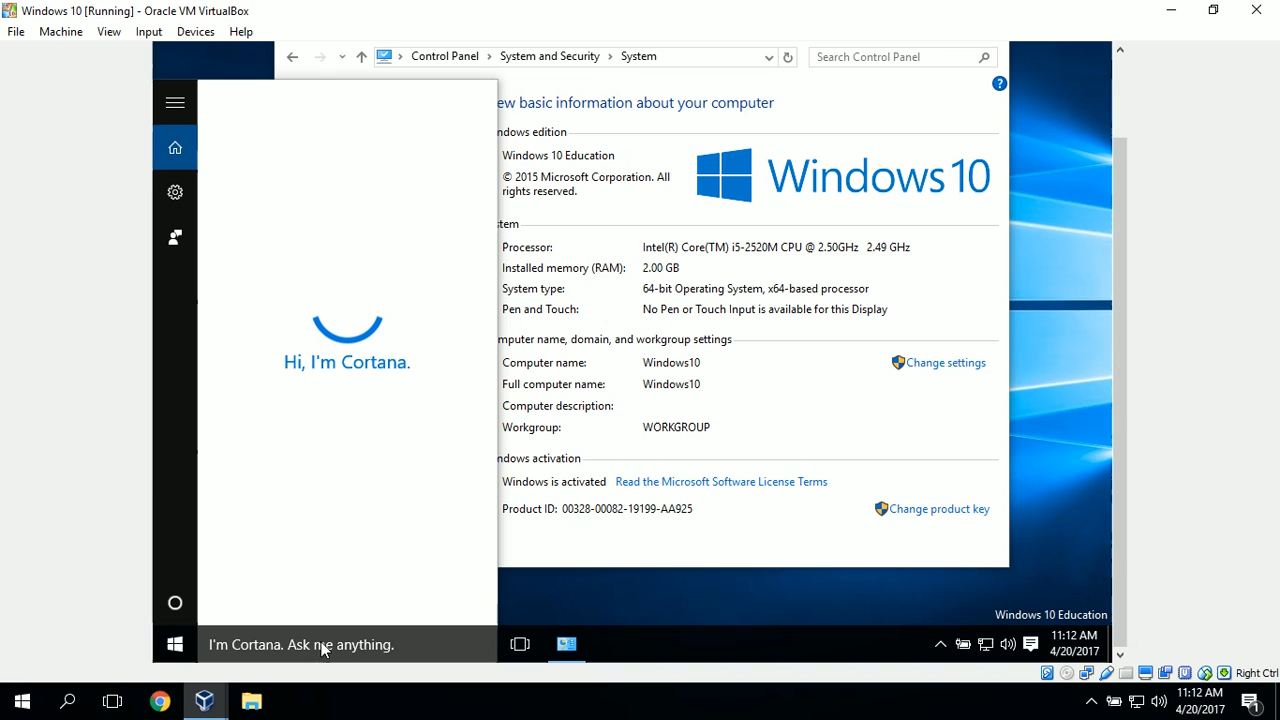 Windows 10 [Running] - Oracle VM VirtualBox
File Machine View Input Devices Help
Control Panel > System and Security > System
Search Control Panel
?
ew basic information about your computer
ndows edition
Windows 10 Education
© 2015 Microsoft Corporation. All
rights reserved.
Windows 10
tem
Processor: Intel(R) Core(TM) i5-2520M CPU @ 2.50GHz 2.49 GHz
Installed memory (RAM): 2.00 GB
System type: 64-bit Operating System, x64-based processor
Pen and Touch: No Pen or Touch Input is available for this Display
mputer name, domain, and workgroup settings
Computer name: Windows10
Change settings
Full computer name: Windows10
Computer description:
Workgroup: WORKGROUP
ndows activation
Windows is activated Read the Microsoft Software License Terms
Product ID: 00328-00082-19199-AA925
Change product key
Hi, I'm Cortana.
Windows 10 Education
I'm Cortana. Ask me anything.
11:12 AM
4/20/2017
Right Ctrl
11:12 AM
4/20/2017
1